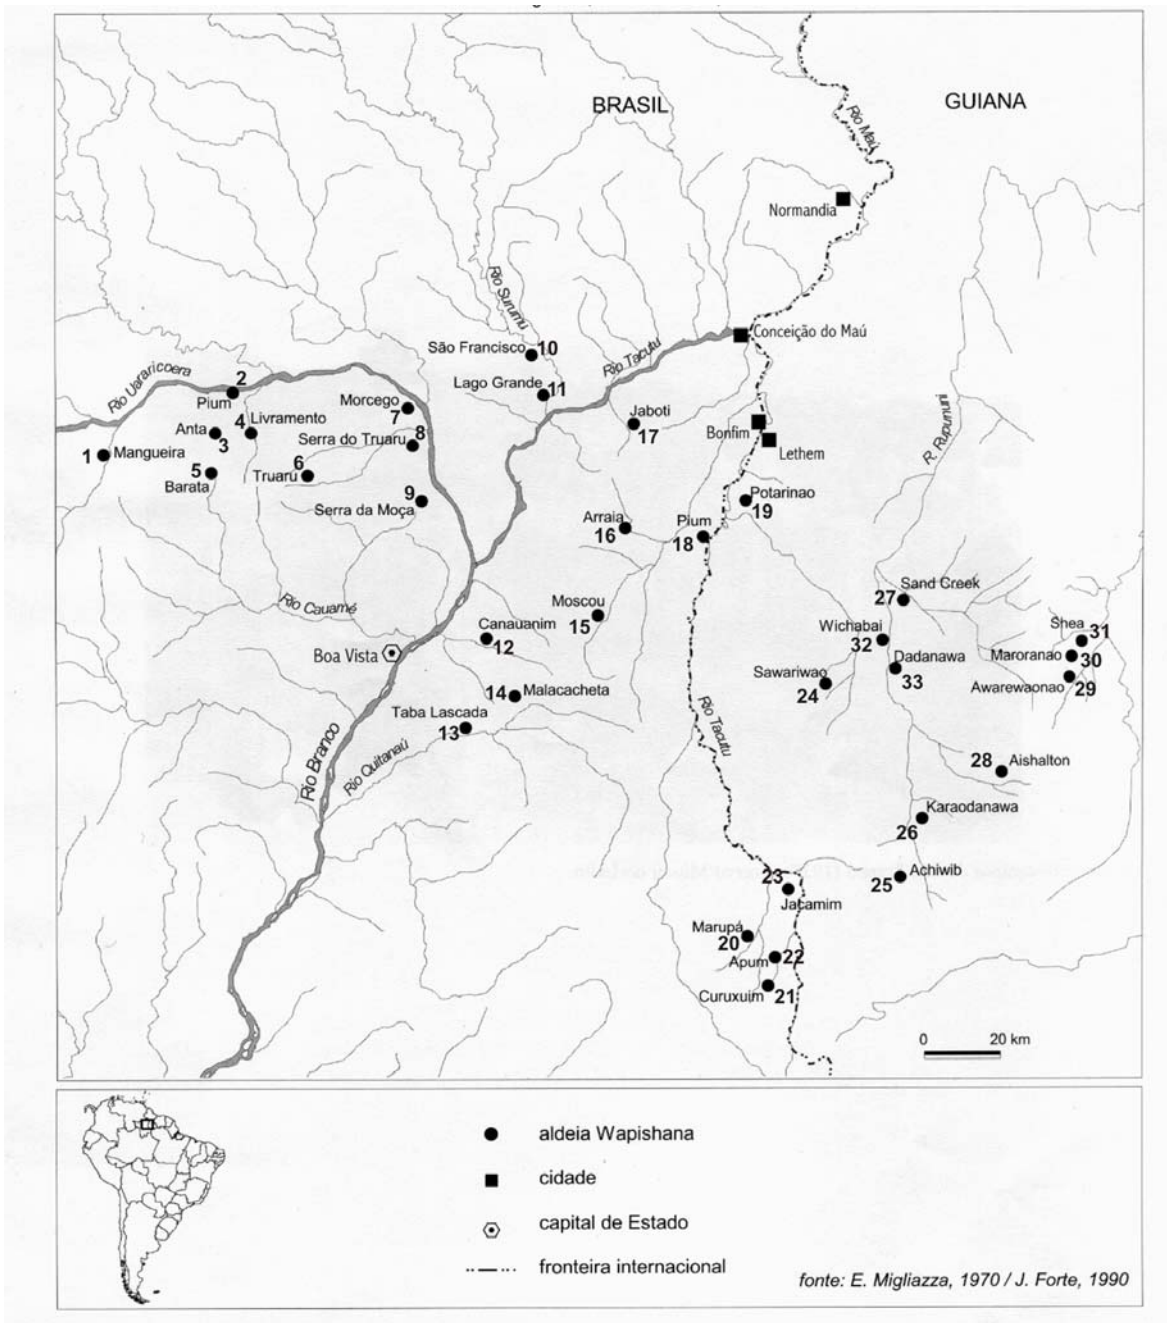 BRASIL
GUIANA
Rio Maú
Normandia
Rio Surumú
Conceição do Maú
São Francisco 10
Rio Tacutu
Rio Uararicoera
2
Pium
Lago Grande
11
Morcego
7
Jaboti
17
4 Livramento
Anta
3
8
Serra do Truaru
Bonfim
Lethem
R. Rupununi
1 Mangueira
5
Barata
6
Truarú
9
Serra da Moça
Potarinao
19
Arraia
16
Pium
18
Sand Creek
27
Rio Cauamé
Moscou
15
Canauanim
12
Wichabai
32
Shea
31
Boa Vista
Maroranao
30
Dadanawa
33
Sawariwao
24
Awarewaonao
29
14 Malacacheta
Taba Lascada
13
Rio Tacutu
Rio Quitanaú
Rio Branco
28 Aishalton
Karaodanawa
26
23
Jacamim
Achiwib
25
Marupá
20
Apum
22
Curuxuim
21
0 20 km
aldeia Wapishana
cidade
capital de Estado
fronteira internacional
fonte: E. Migliazza, 1970 / J. Forte, 1990